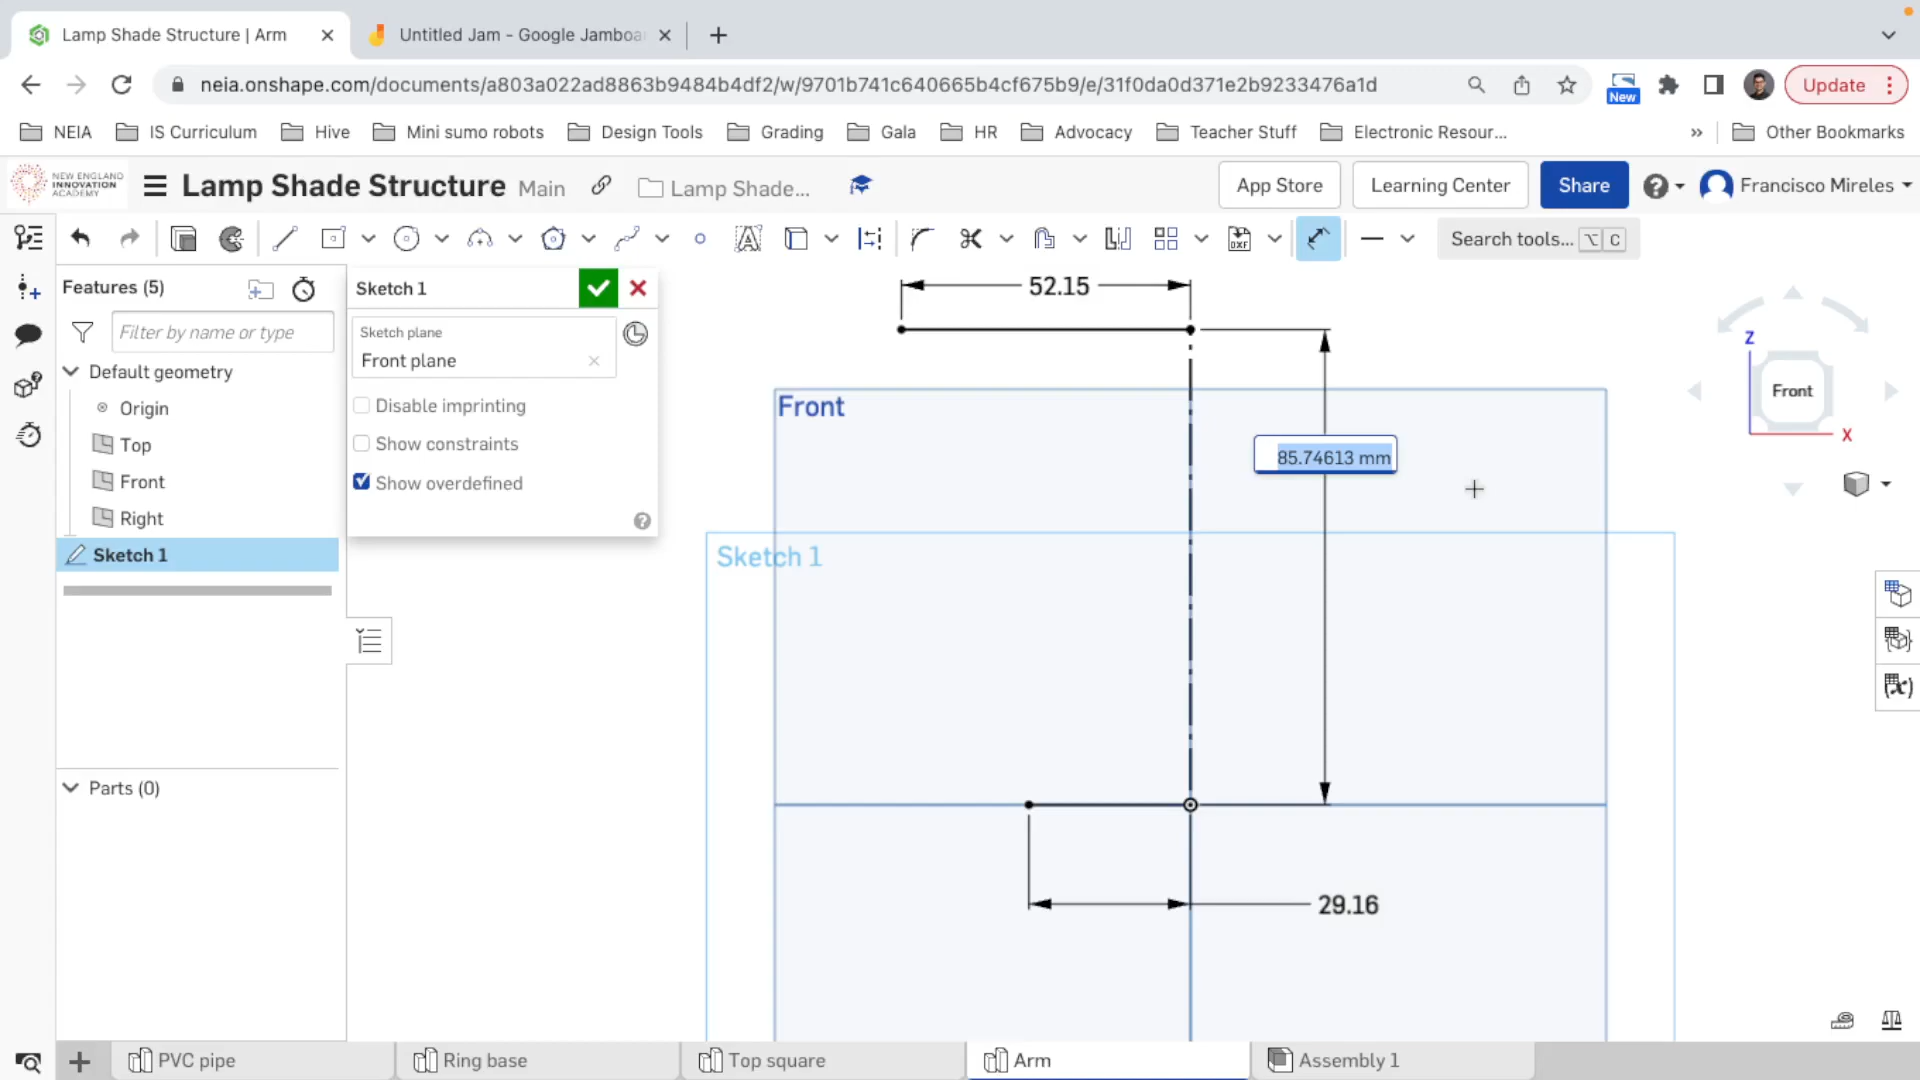 Lamp Shade Structure | Arm
Untitled Jam - Google Jamboa
neia.onshape.com/documents/a803a022ad8863b9484b4df2/w/9701b741c640665b4cf675b9/e/31f0da0d371e2b9233476a1d
New
Update
NEIA
IS Curriculum
Hive
Mini sumo robots
Design Tools
Grading
Gala
HR
Advocacy
Teacher Stuff
Electronic Resour...
»
Other Bookmarks
NEW ENGLAND
INNOVATION
ACADEMY
Lamp Shade Structure
Main
Lamp Shade...
App Store
Learning Center
Share
Francisco Mireles
DXF
Search tools... ⌥ C
Features (5)
Filter by name or type
Default geometry
Origin
Top
Front
Right
Sketch 1
Parts (0)
Sketch 1
Sketch plane
Front plane
Disable imprinting
Show constraints
Show overdefined
52.15
Front
85.74613 mm
Sketch 1
29.16
Z
Front
X
PVC pipe
Ring base
Top square
Arm
Assembly 1